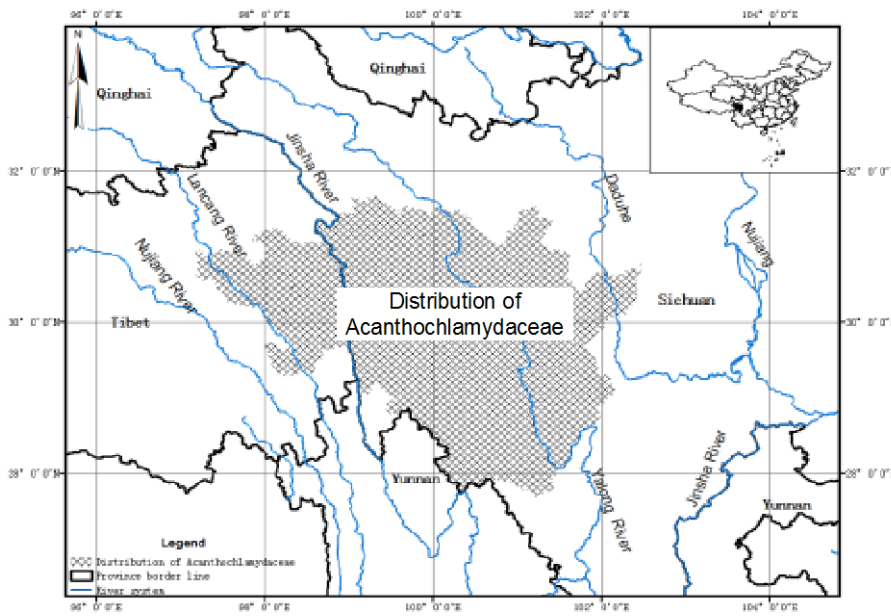 96° 0′0″E
98° 0′0″E
100° 0′0″E
102° 0′0″E
104° 0′0″E
N
Qinghai
Qinghai
32° 0′0″N
32° 0′0″N
Jinsha River
Lancang River
Nujiang River
Daduhe
Nujiang
Distribution of
Acanthochlamydaceae
Sichuan
Tibet
30° 0′0″N
30° 0′0″N
28° 0′0″N
28° 0′0″N
Yunnan
Yalong River
Jinsha River
Yunnan
Legend
Distribution of Acanthochlamydaceae
Province border line
River system
96° 0′0″E
98° 0′0″E
100° 0′0″E
102° 0′0″E
104° 0′0″E